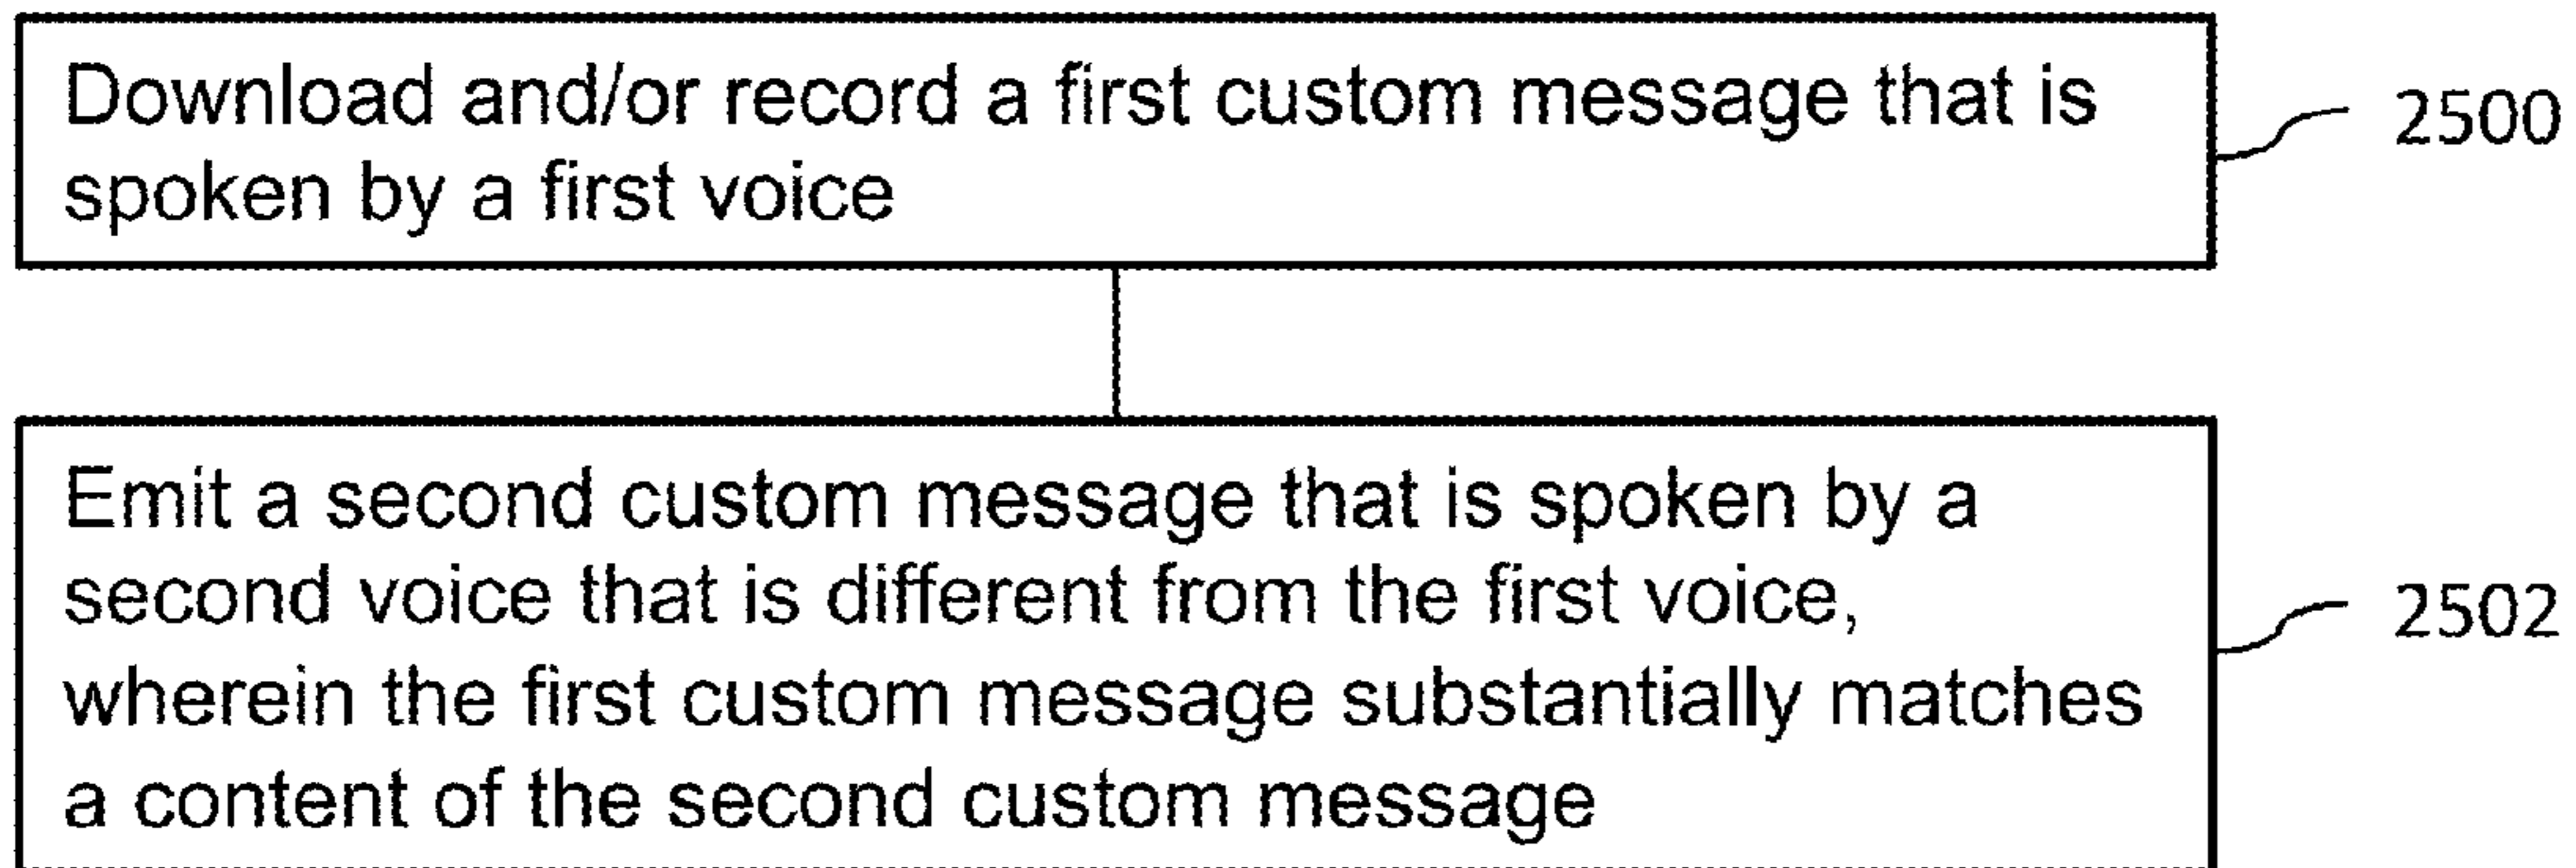 Download and/or record a first custom message that is
spoken by a first voice
2500
Emit a second custom message that is spoken by a
second voice that is different from the first voice,
wherein the first custom message substantially matches
a content of the second custom message
2502